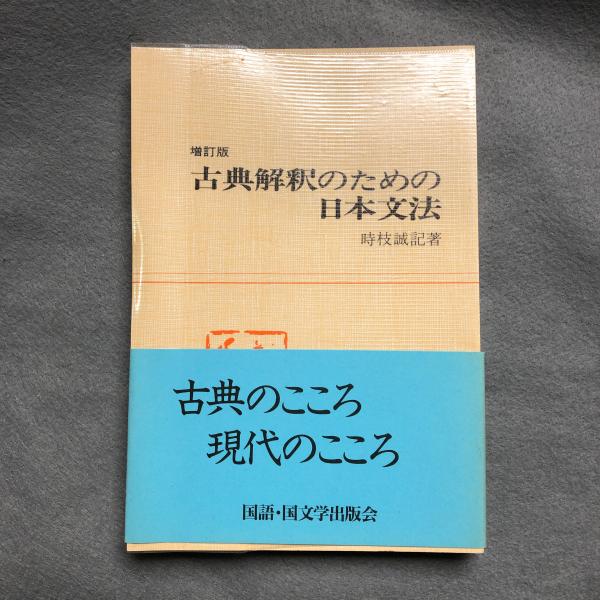 増訂版
古典解釈のための
日本文法
時枝誠記著
古典のこころ
現代のこころ
国語・国文学出版会